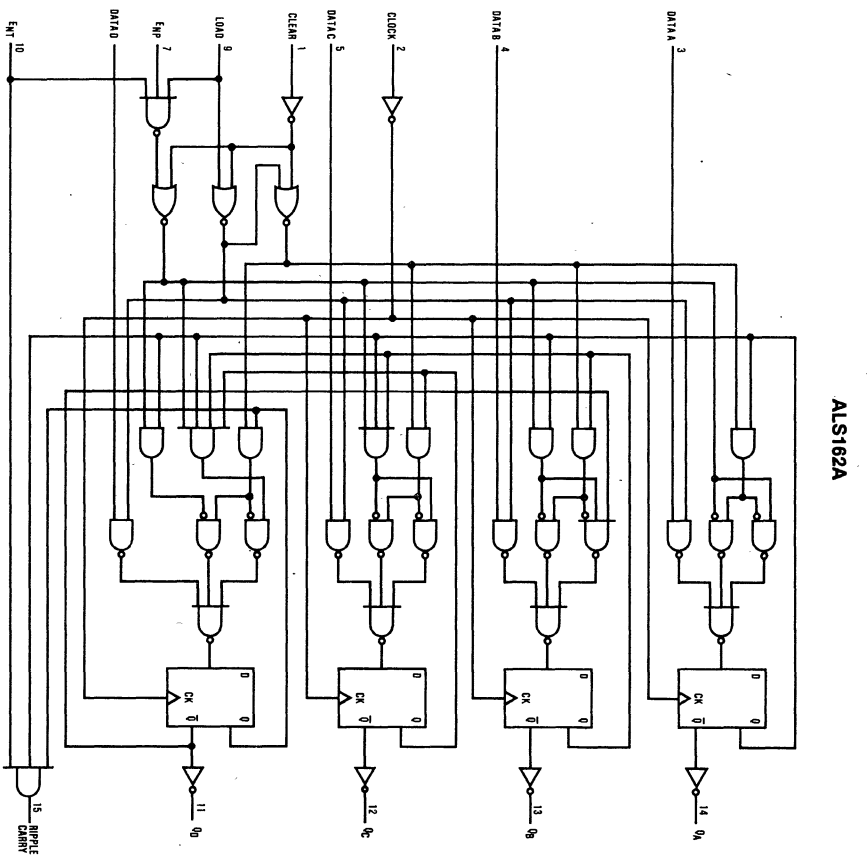 ALS162A
DATA A 3
DATA B 4
CLOCK 2
DATA C 5
CLEAR 1
LOAD 9
ENP 7
DATA D
ENT 10
D
CK
Q
Q
14 QA
D
CK
Q
Q
13 QB
D
CK
Q
Q
12 QC
D
CK
Q
Q
11 QD
15 RIPPLE
CARRY